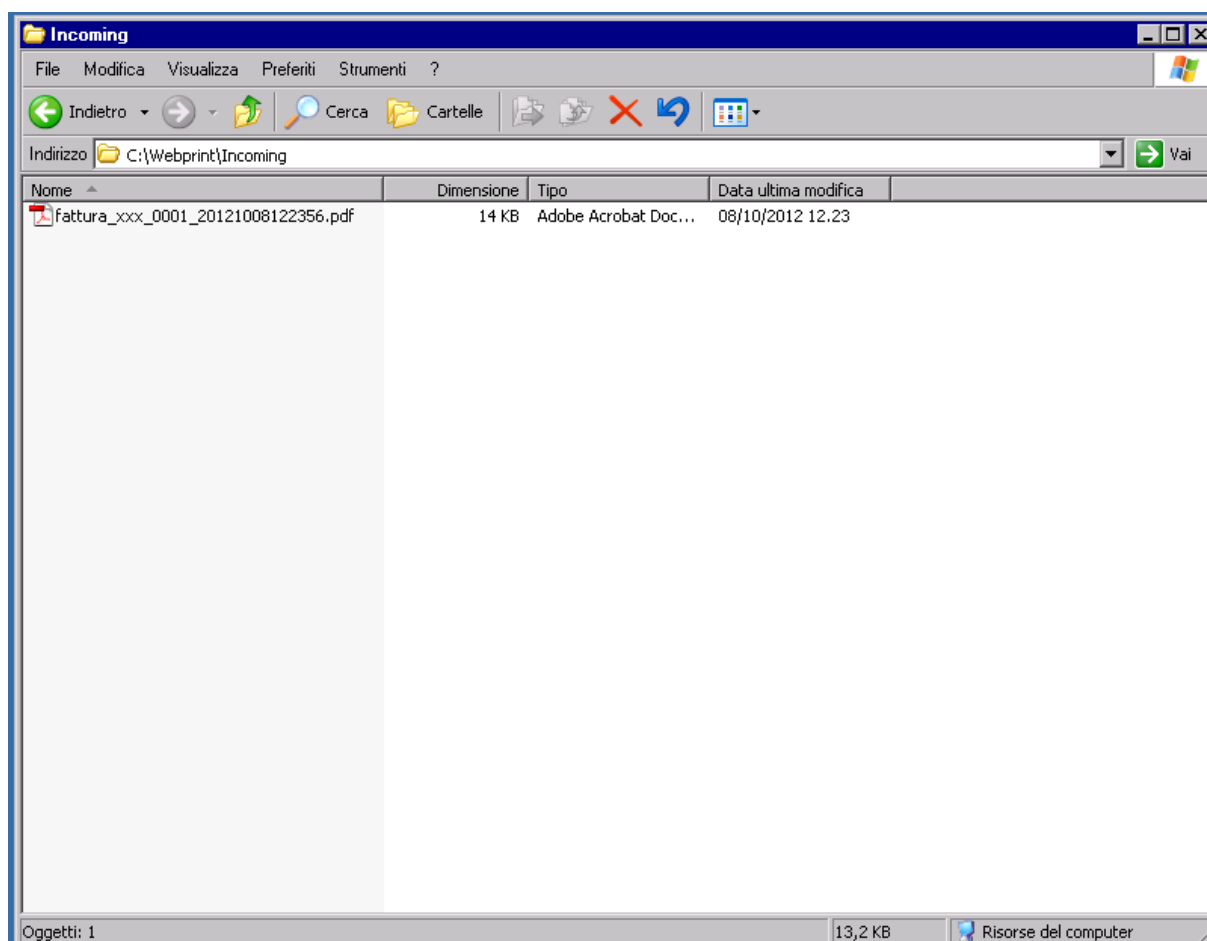 Incoming
File Modifica Visualizza Preferiti Strumenti ?
Indietro Cerca Cartelle
Indirizzo C:\Webprint\Incoming Vai
Nome Dimensione Tipo Data ultima modifica
fattura_xxx_0001_20121008122356.pdf 14 KB Adobe Acrobat Doc... 08/10/2012 12.23
Oggetti: 1 13,2 KB Risorse del computer